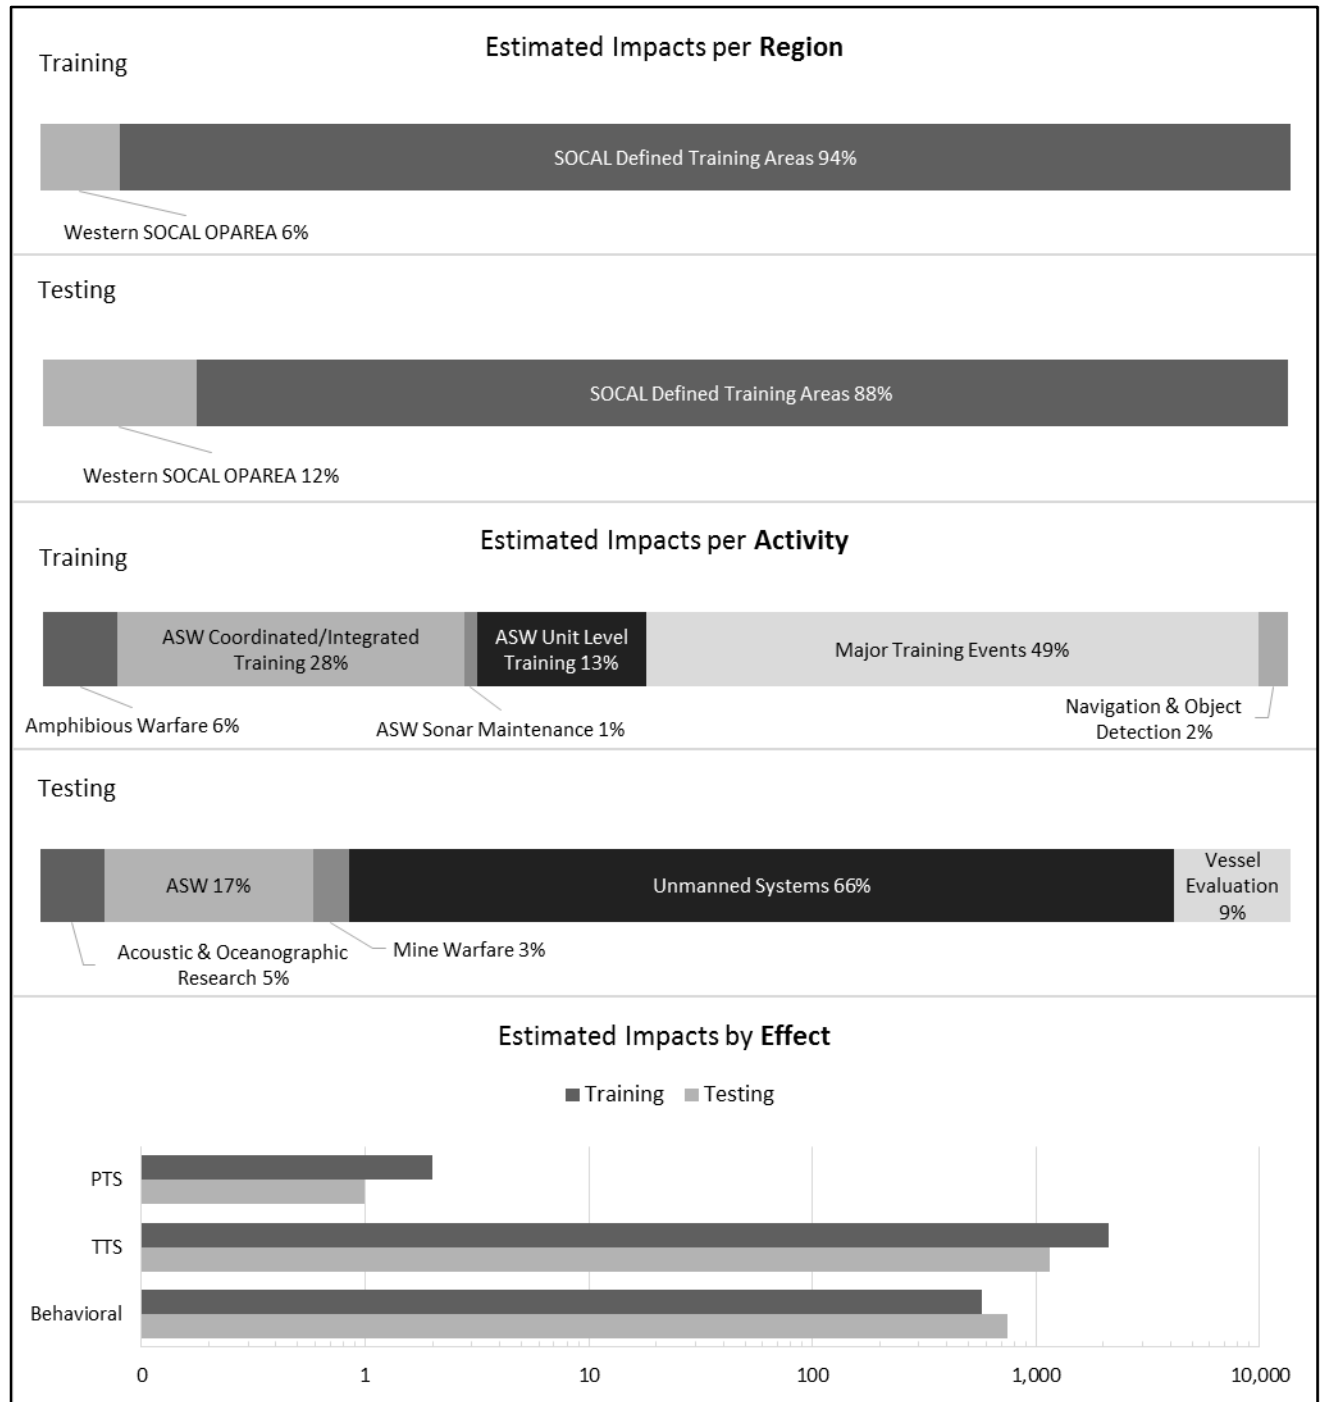 Estimated Impacts per Region
Training
SOCAL Defined Training Areas 94%
Western SOCAL OPAREA 6%
Testing
SOCAL Defined Training Areas 88%
Western SOCAL OPAREA 12%
Estimated Impacts per Activity
Training
ASW Coordinated/Integrated
Training 28%
ASW Unit Level
Training 13%
Major Training Events 49%
Amphibious Warfare 6%
ASW Sonar Maintenance 1%
Navigation & Object
Detection 2%
Testing
ASW 17%
Unmanned Systems 66%
Vessel
Evaluation
9%
Acoustic & Oceanographic
Research 5%
Mine Warfare 3%
Estimated Impacts by Effect
Training Testing
PTS
TTS
Behavioral
0 1 10 100 1,000 10,000